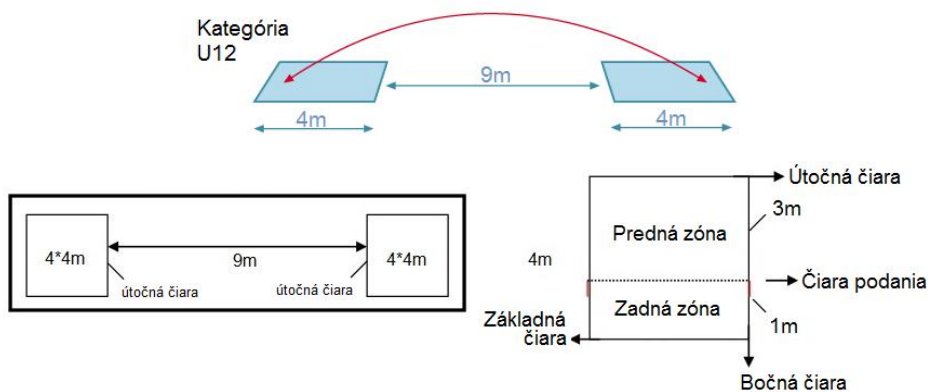 Kategória
U12
9m
4m
4m
4*4m
9m
4*4m
útočná čiara
útočná čiara
Útočná čiara
3m
Predná zóna
4m
Čiara podania
Zadná zóna
1m
Základná
čiara
Bočná čiara